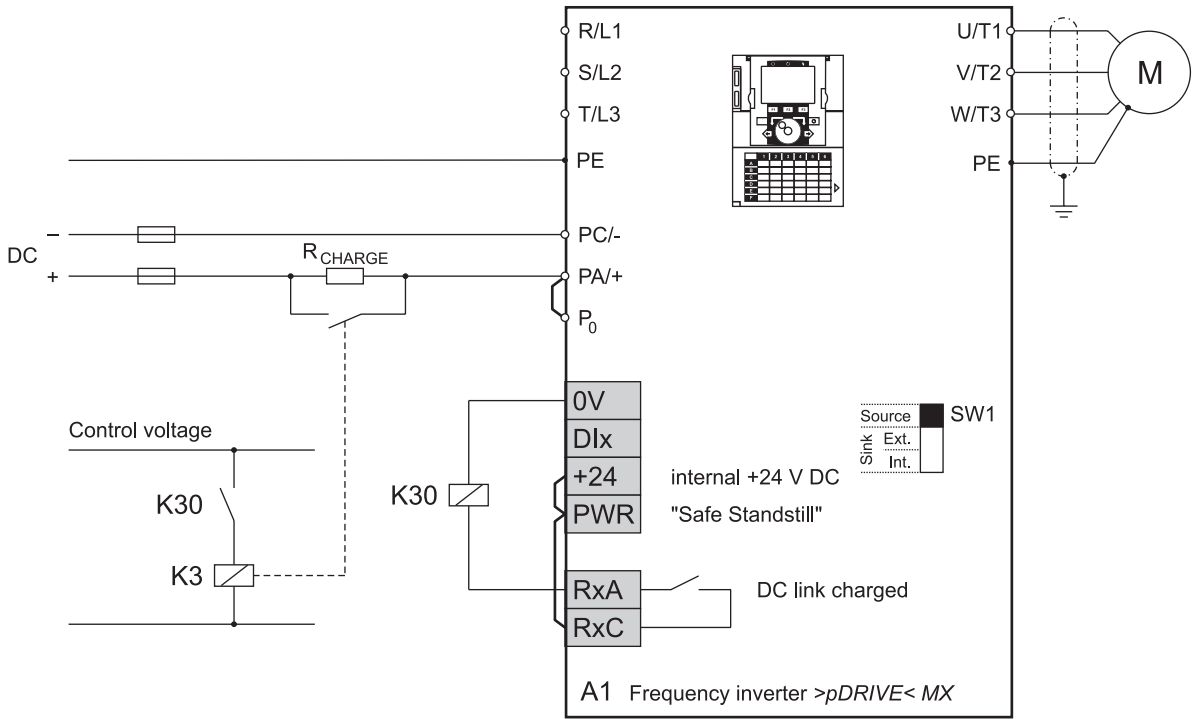 R/L1
S/L2
T/L3
PE
PC/-
PA/+
P0
DC
−
+
R CHARGE
U/T1
V/T2
W/T3
PE
M
Control voltage
K30
K3
K30
0V
DIx
+24
PWR
RxA
RxC
internal +24 V DC
"Safe Standstill"
DC link charged
Source
Sink
Ext.
Int.
SW1
A1 Frequency inverter >pDRIVE< MX